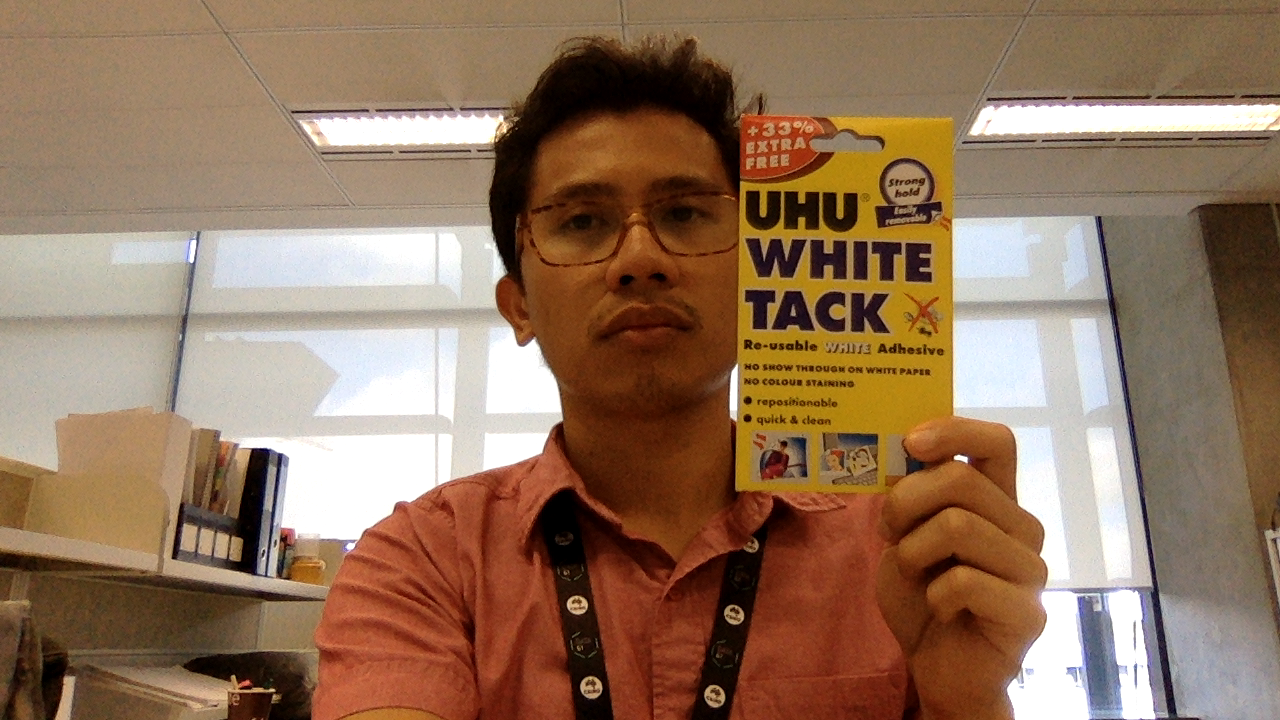 +33%
EXTRA
FREE
Strong
hold
Easily
removable
UHU®
WHITE
TACK
Re-usable WHITE Adhesive
NO SHOW THROUGH ON WHITE PAPER
NO COLOUR STAINING
• repositionable
• quick & clean